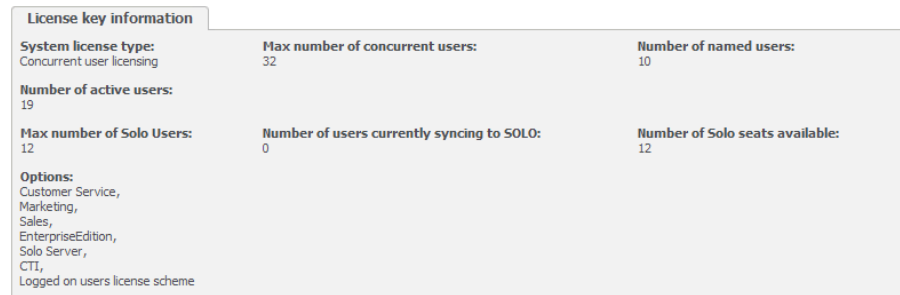 License key information
System license type: Max number of concurrent users: Number of named users:
Concurrent user licensing 32 10
Number of active users:
19
Max number of Solo Users: Number of users currently syncing to SOLO: Number of Solo seats available:
12 0 12
Options:
Customer Service,
Marketing,
Sales,
EnterpriseEdition,
Solo Server,
CTI,
Logged on users license scheme